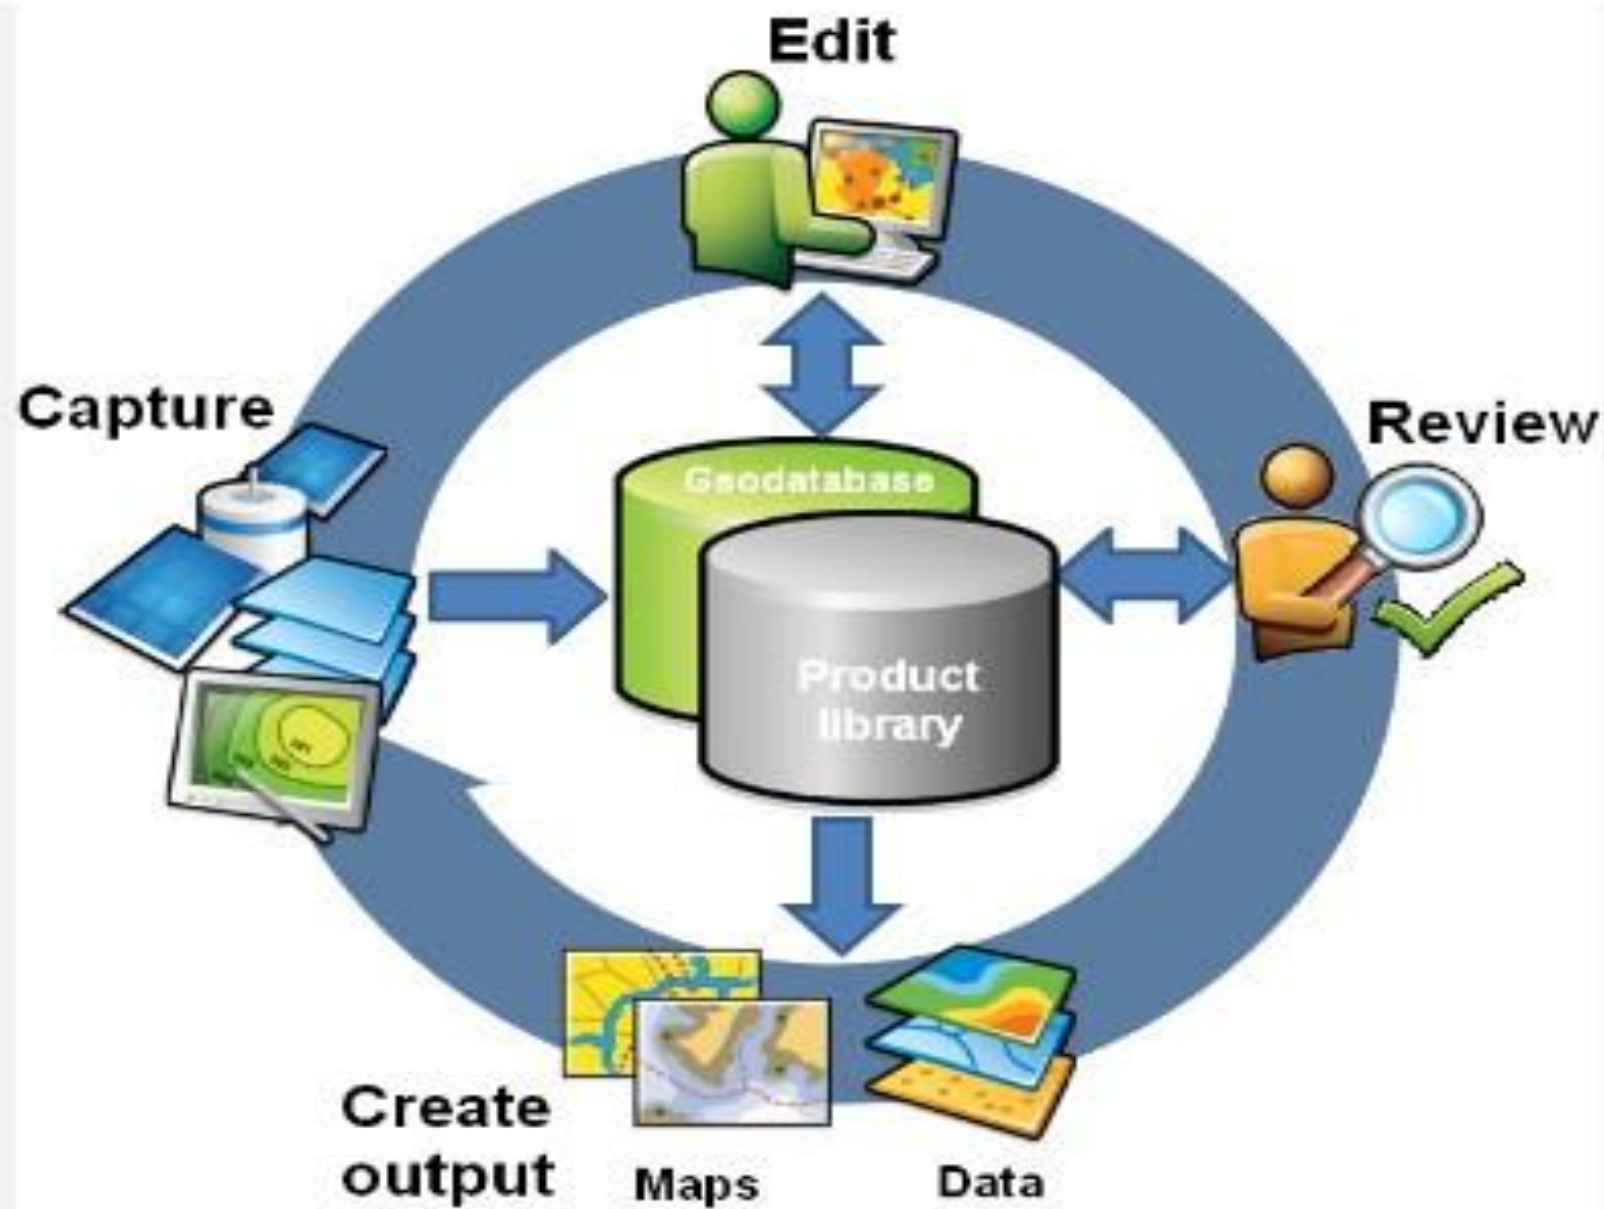 Edit
Capture
Review
Geodatabase
Product
library
Create
output
Maps
Data